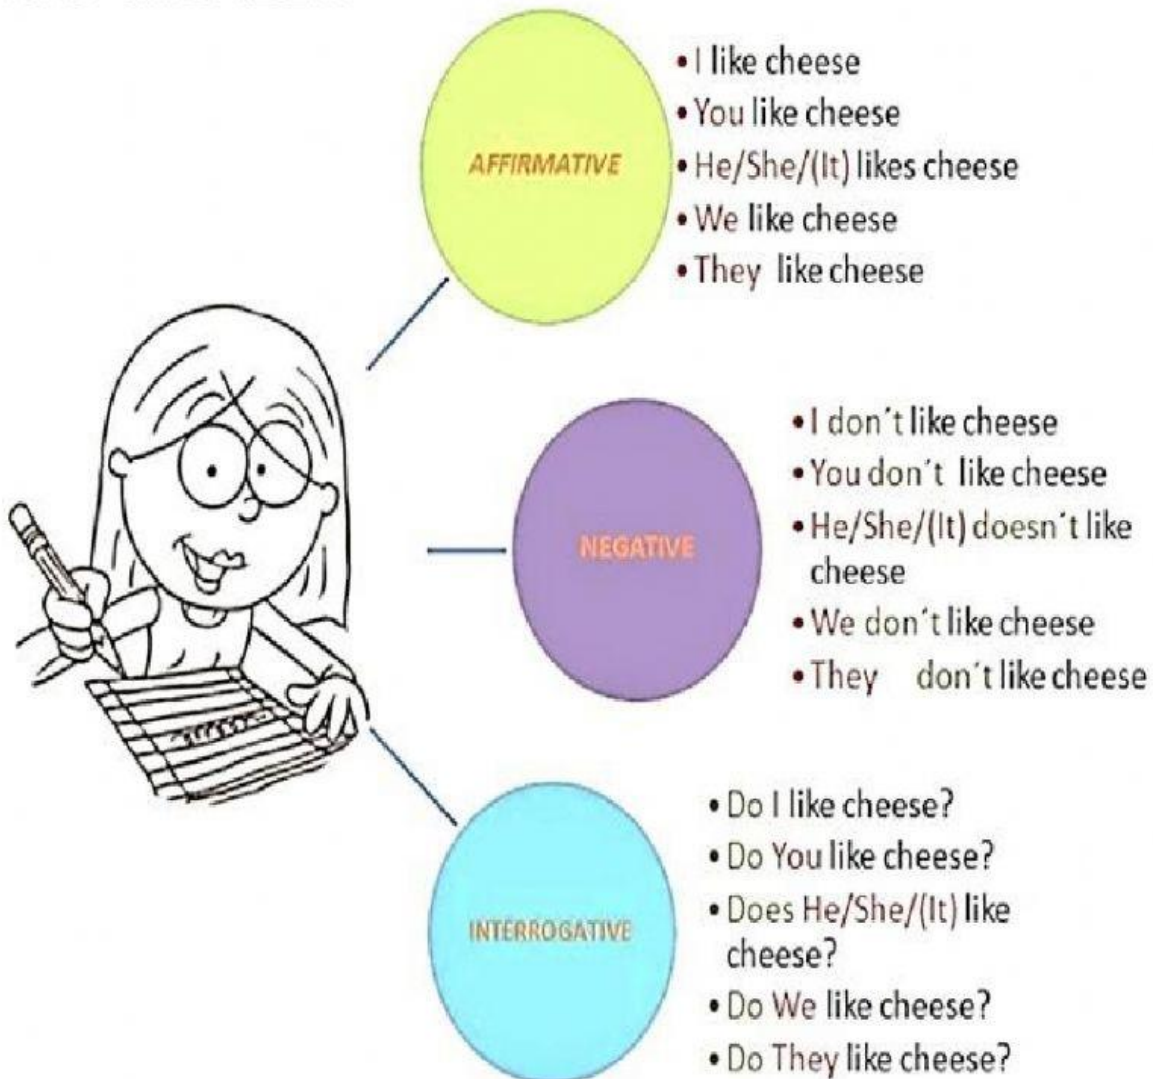 AFFIRMATIVE
• I like cheese
• You like cheese
• He/She/(It) likes cheese
• We like cheese
• They like cheese
NEGATIVE
• I don´t like cheese
• You don´t like cheese
• He/She/(It) doesn´t like
cheese
• We don´t like cheese
• They don´t like cheese
INTERROGATIVE
• Do I like cheese?
• Do You like cheese?
• Does He/She/(It) like
cheese?
• Do We like cheese?
• Do They like cheese?